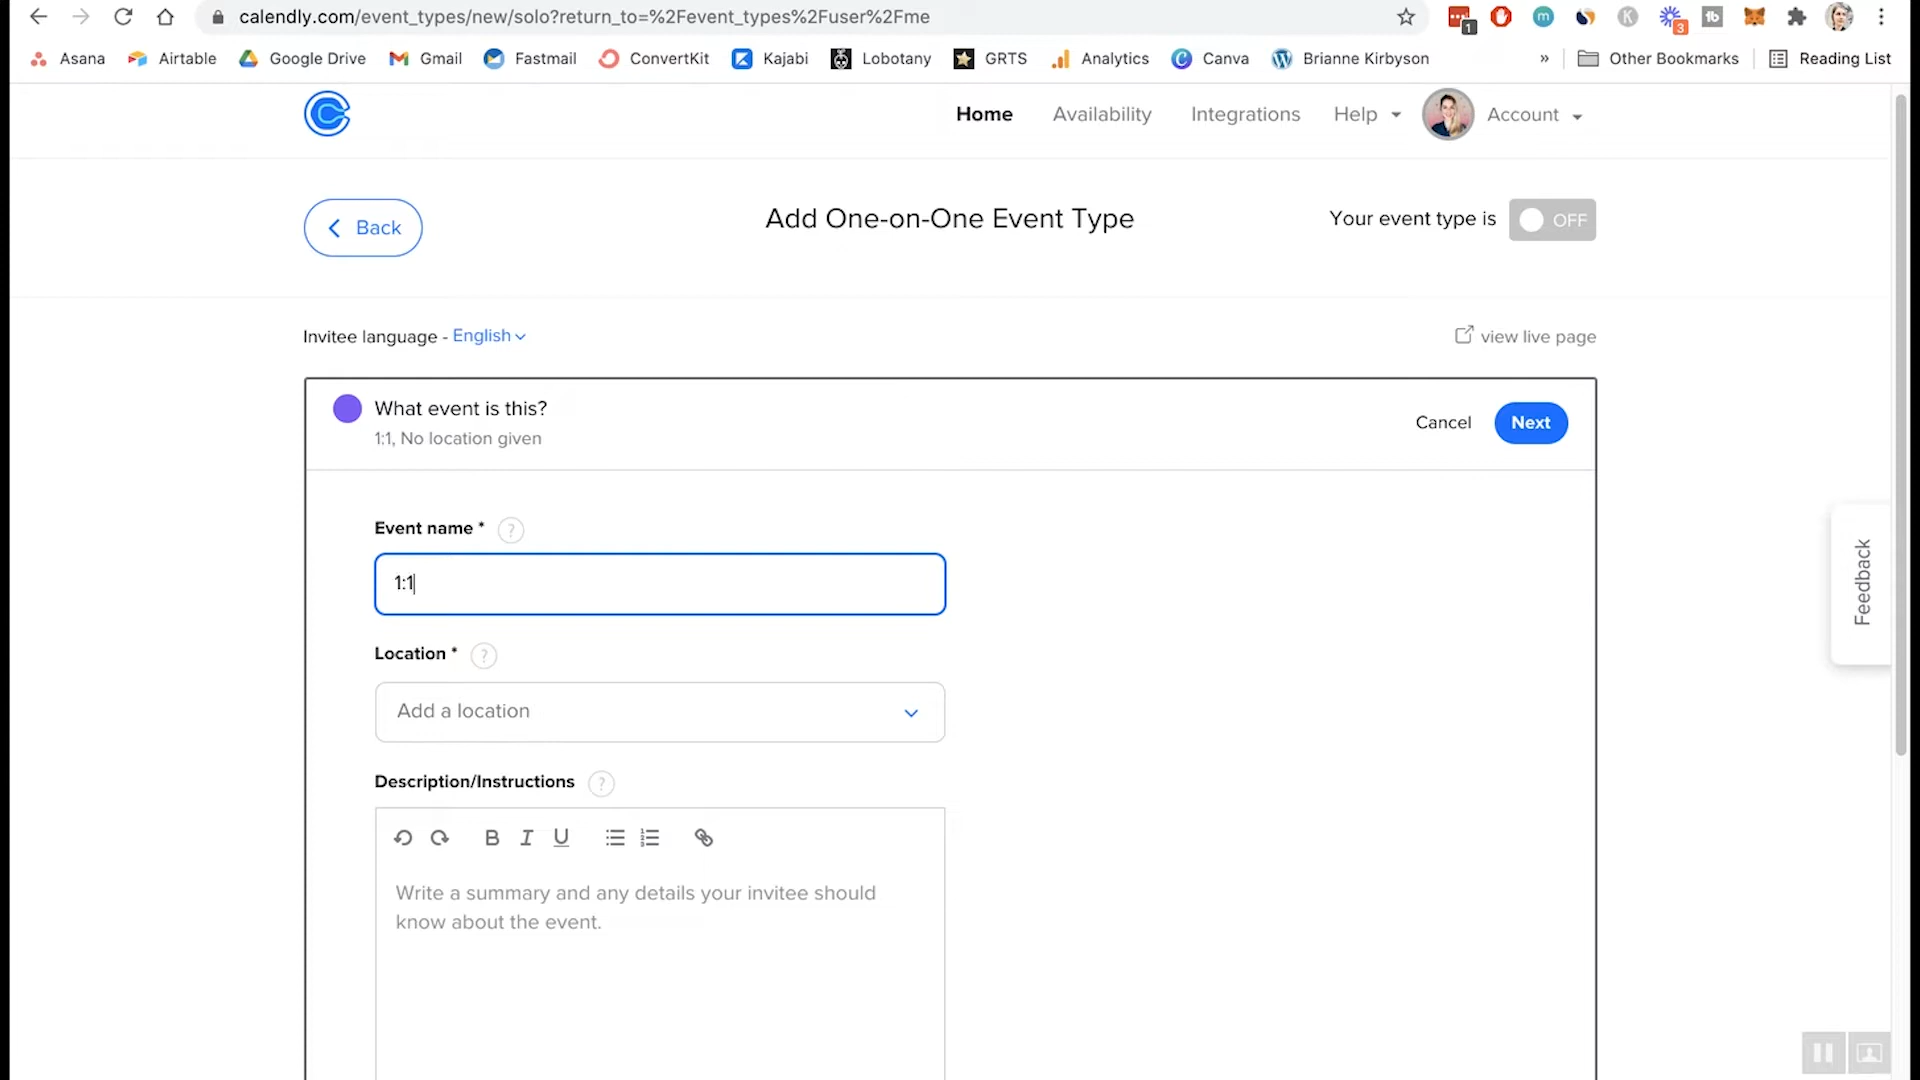 calendly.com/event_types/new/solo?return_to=%2Fevent_types%2Fuser%2Fme
1
m
K
3
tb
Asana Airtable Google Drive Gmail Fastmail ConvertKit Kajabi Lobotany GRTS Analytics Canva Brianne Kirbyson » Other Bookmarks Reading List
Home Availability Integrations Help Account
Back
Add One-on-One Event Type
Your event type is OFF
Invitee language - English
view live page
What event is this?
1:1, No location given
Cancel Next
Event name * ?
1:1
Location * ?
Add a location
Description/Instructions ?
B I U
Write a summary and any details your invitee should
know about the event.
Feedback